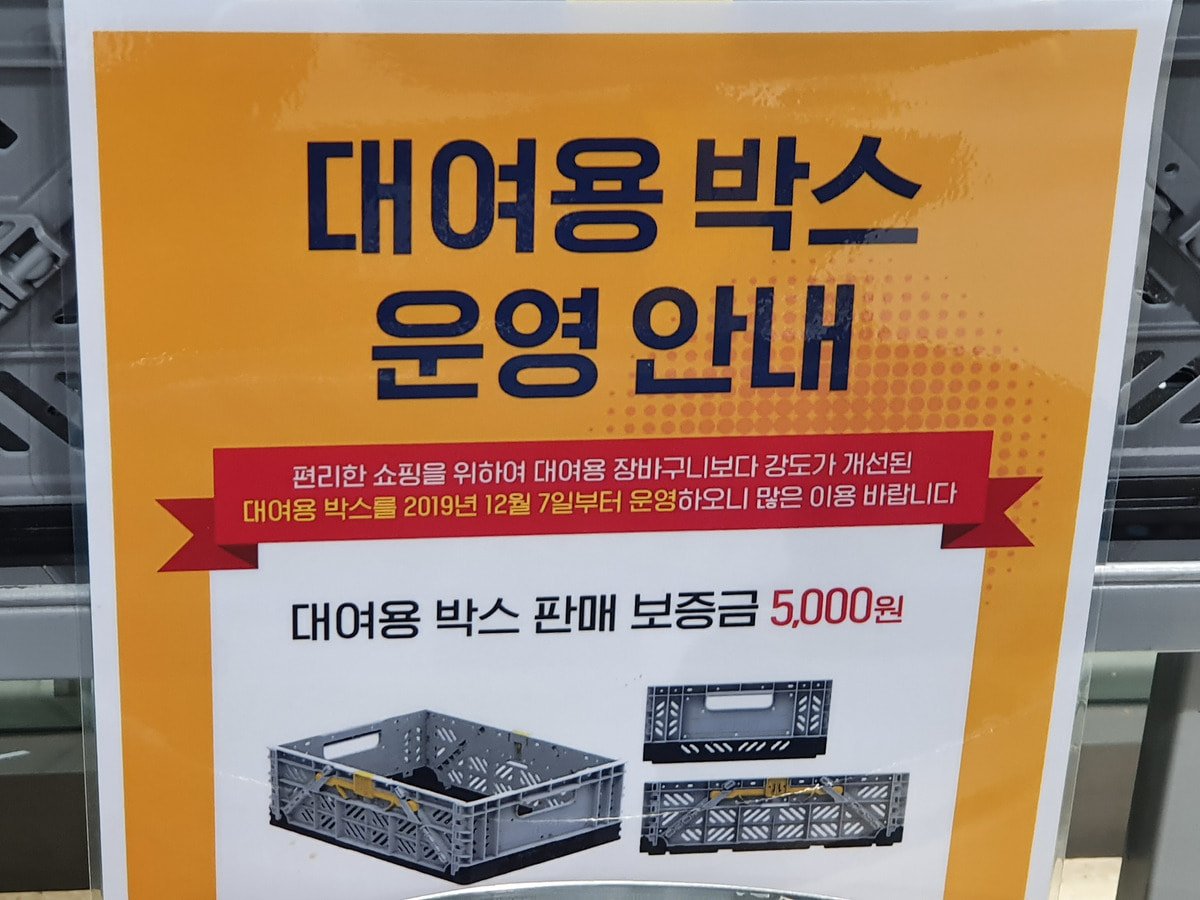 대여용 박스
운영 안내
편리한 쇼핑을 위하여 대여용 장바구니보다 강도가 개선된
대여용 박스를 2019년 12월 7일부터 운영하오니 많은 이용 바랍니다
대여용 박스 판매 보증금 5,000원